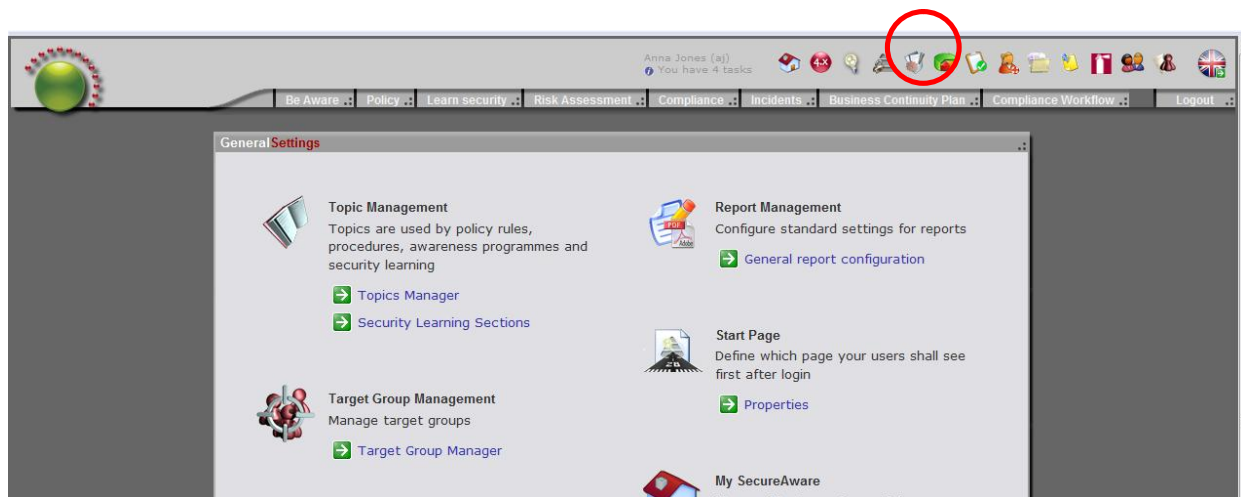 Anna Jones (aj)
You have 4 tasks
Be Aware .: Policy .: Learn security .: Risk Assessment .: Compliance .: Incidents .: Business Continuity Plan .: Compliance Workflow .: Logout .:
GeneralSettings .:
Topic Management
Topics are used by policy rules,
procedures, awareness programmes and
security learning
Topics Manager
Security Learning Sections
Target Group Management
Manage target groups
Target Group Manager
Report Management
Configure standard settings for reports
General report configuration
PDF
Adobe
Start Page
Define which page your users shall see
first after login
Properties
My SecureAware